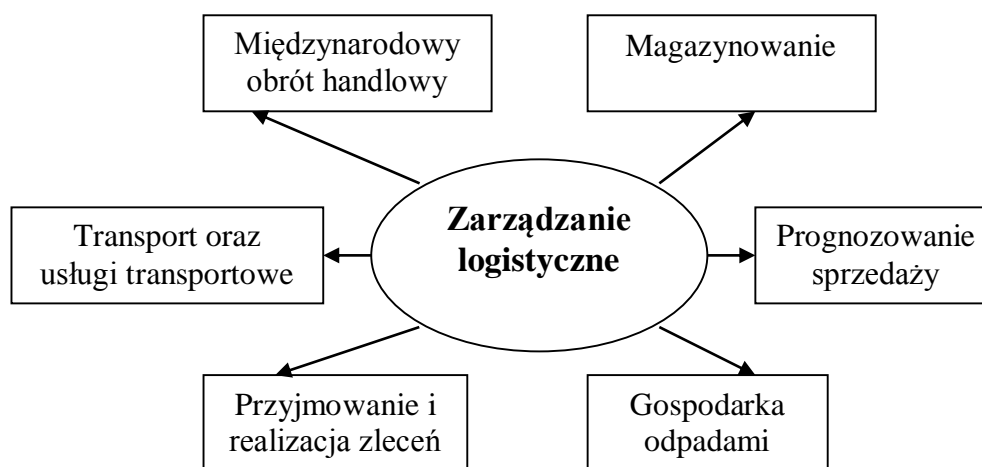 Międzynarodowy
obrót handlowy
Magazynowanie
Zarządzanie
logistyczne
Transport oraz
usługi transportowe
Prognozowanie
sprzedaży
Przyjmowanie i
realizacja zleceń
Gospodarka
odpadami